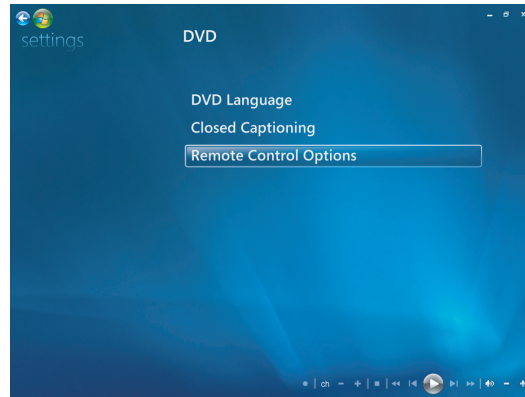 settings
DVD
DVD Language
Closed Captioning
Remote Control Options
ch